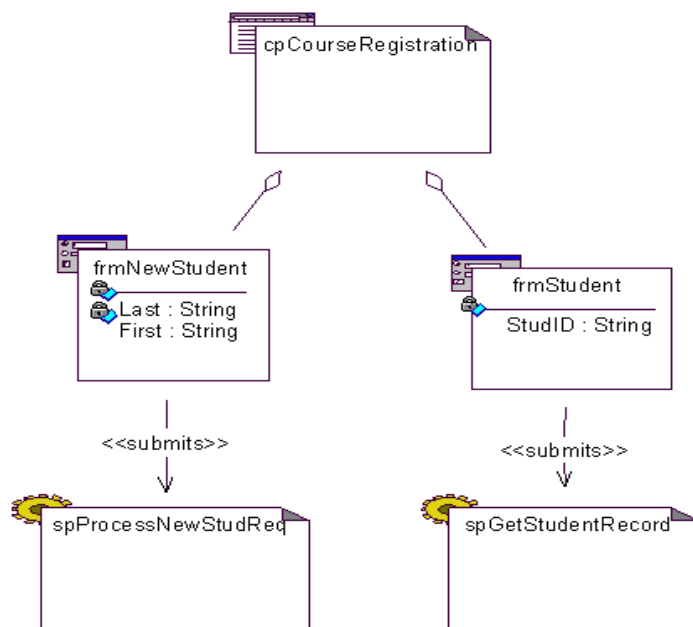 cpCourseRegistration
frmNewStudent
Last : String
First : String
frmStudent
StudID : String
<<submits>>
<<submits>>
spProcessNewStudReq
spGetStudentRecord